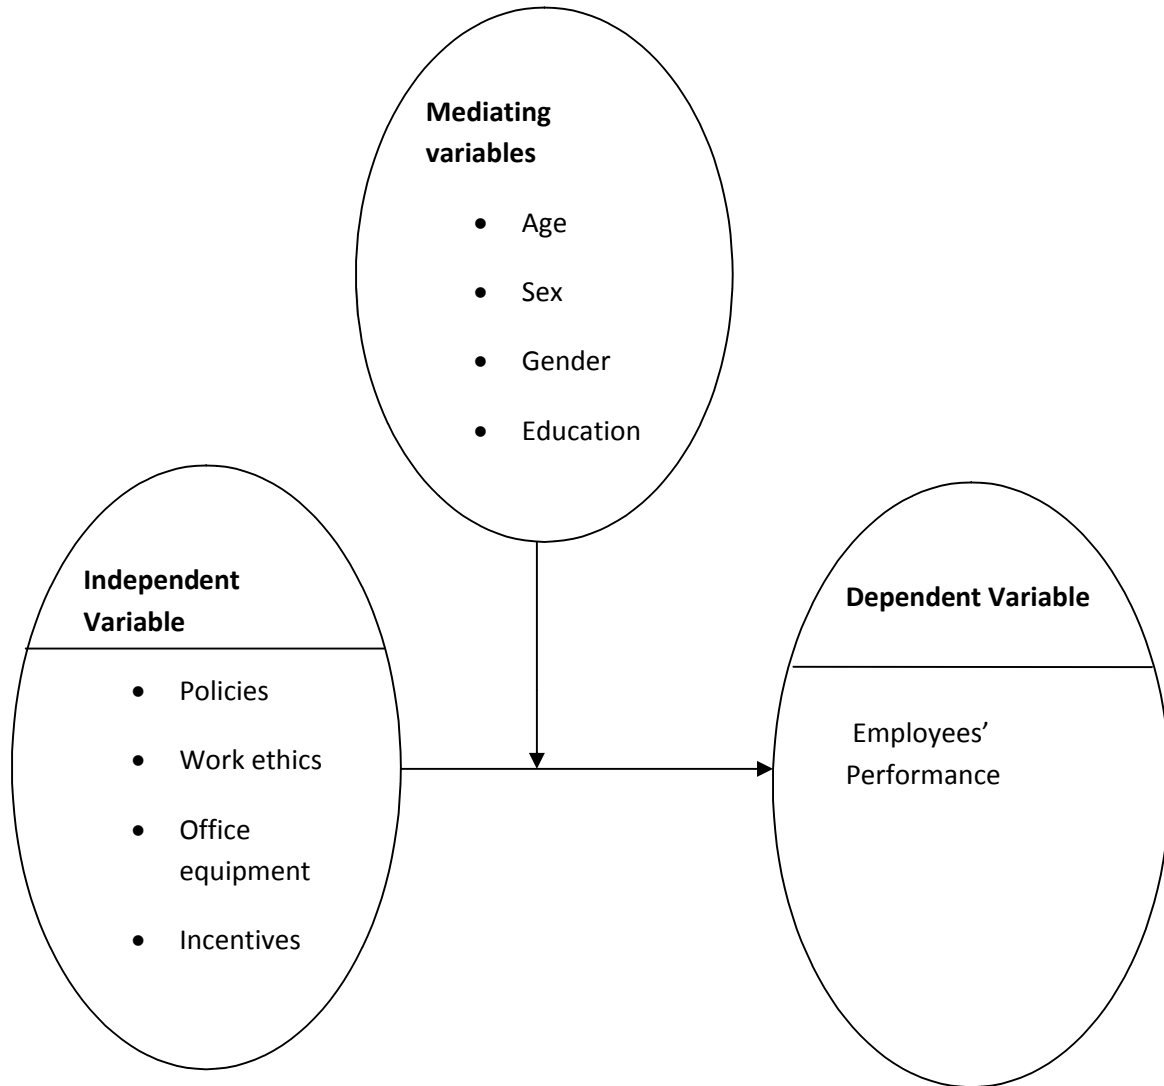 Mediating
variables
• Age
• Sex
• Gender
• Education
Independent
Variable
• Policies
• Work ethics
• Office
equipment
• Incentives
Dependent Variable
Employees’
Performance